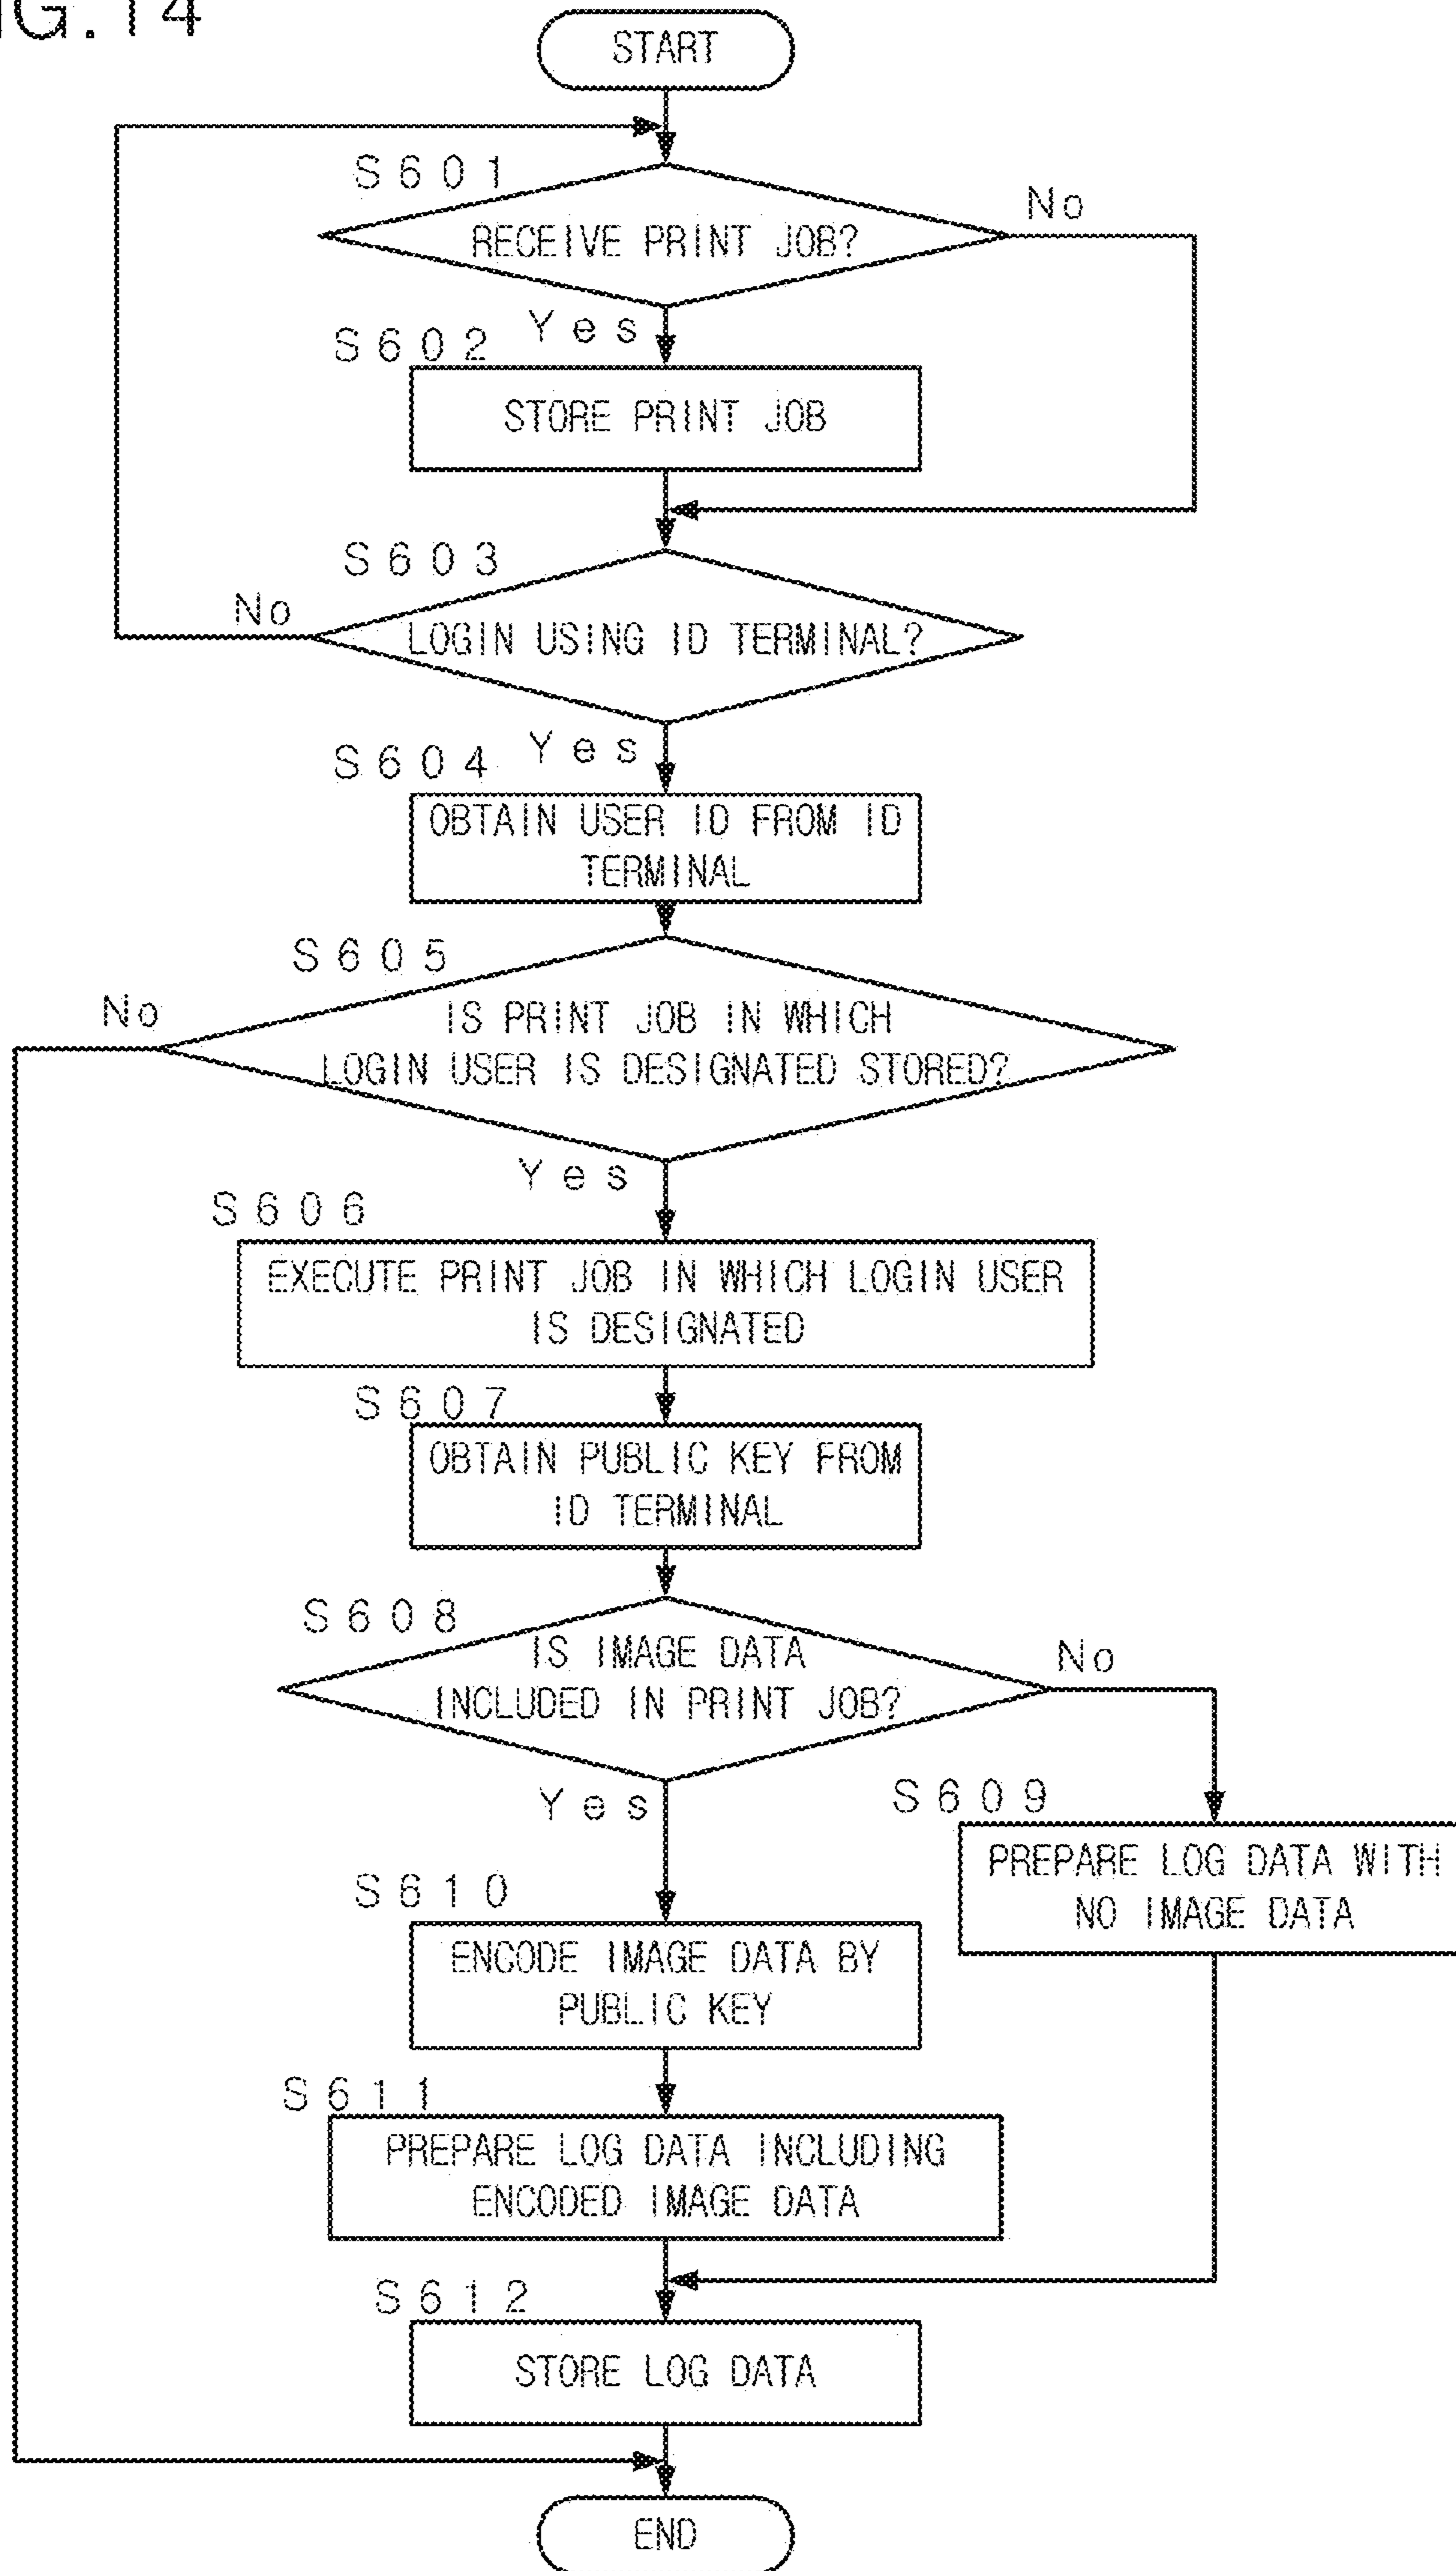 IG.14
START
S601
RECEIVE PRINT JOB?
No
Yes
S602
STORE PRINT JOB
S603
No
LOGIN USING ID TERMINAL?
Yes
S604
OBTAIN USER ID FROM ID
TERMINAL
S605
No
IS PRINT JOB IN WHICH
LOGIN USER IS DESIGNATED STORED?
Yes
S606
EXECUTE PRINT JOB IN WHICH LOGIN USER
IS DESIGNATED
S607
OBTAIN PUBLIC KEY FROM
ID TERMINAL
S608
IS IMAGE DATA
INCLUDED IN PRINT JOB?
No
Yes
S609
PREPARE LOG DATA WITH
NO IMAGE DATA
S610
ENCODE IMAGE DATA BY
PUBLIC KEY
S611
PREPARE LOG DATA INCLUDING
ENCODED IMAGE DATA
S612
STORE LOG DATA
END